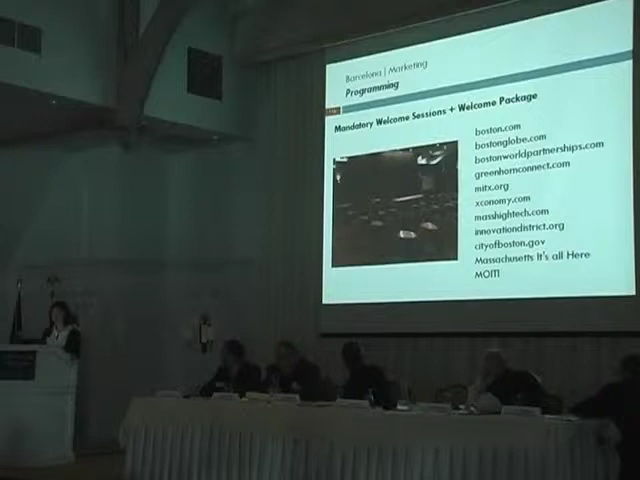 Barcelona | Marketing
Programming
Mandatory Welcome Sessions + Welcome Package
boston.com
bostonglobe.com
bostonworldpartnerships.com
greenhornconnect.com
mitx.org
xconomy.com
masshightech.com
innovationdistrict.org
cityofboston.gov
Massachusetts It's all Here
MOITI